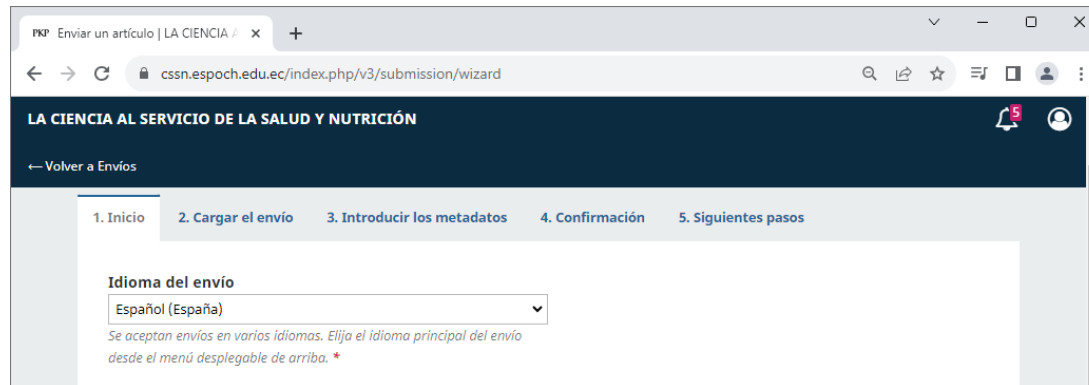 PKP Enviar un artículo | LA CIENCIA A
cssn.espoch.edu.ec/index.php/v3/submission/wizard
LA CIENCIA AL SERVICIO DE LA SALUD Y NUTRICIÓN
5
←Volver a Envíos
1. Inicio 2. Cargar el envío 3. Introducir los metadatos 4. Confirmación 5. Siguientes pasos
Idioma del envío
Español (España)
Se aceptan envíos en varios idiomas. Elija el idioma principal del envío
desde el menú desplegable de arriba. *